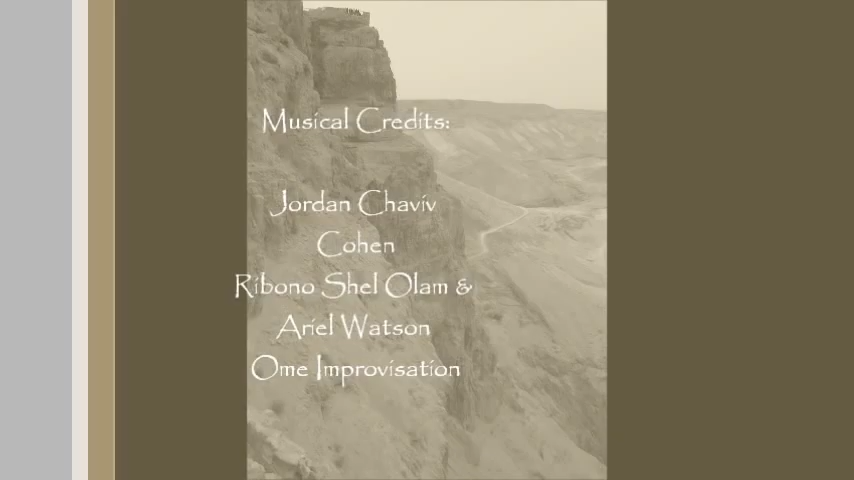 Musical Credits:
Jordan Chaviv
Cohen
Ribono Shel Olam &
Ariel Watson
Ome Improvisation